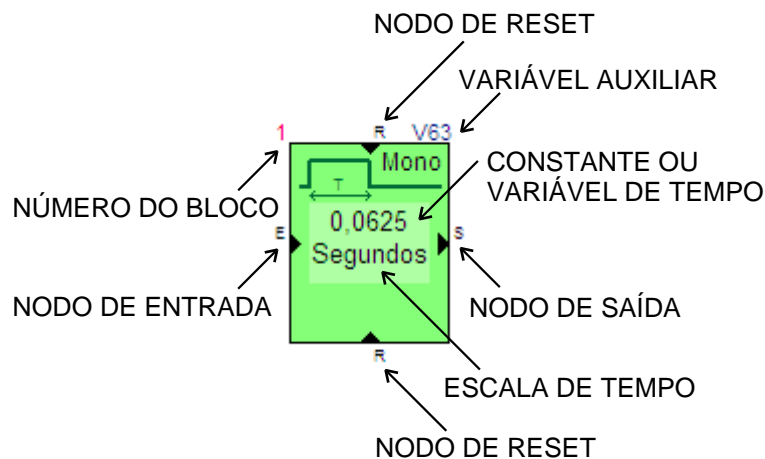 NODO DE RESET
VARIÁVEL AUXILIAR
1
R
V63
Mono
T
CONSTANTE OU
VARIÁVEL DE TEMPO
NÚMERO DO BLOCO
0,0625
E
S
Segundos
NODO DE ENTRADA
NODO DE SAÍDA
R
ESCALA DE TEMPO
NODO DE RESET